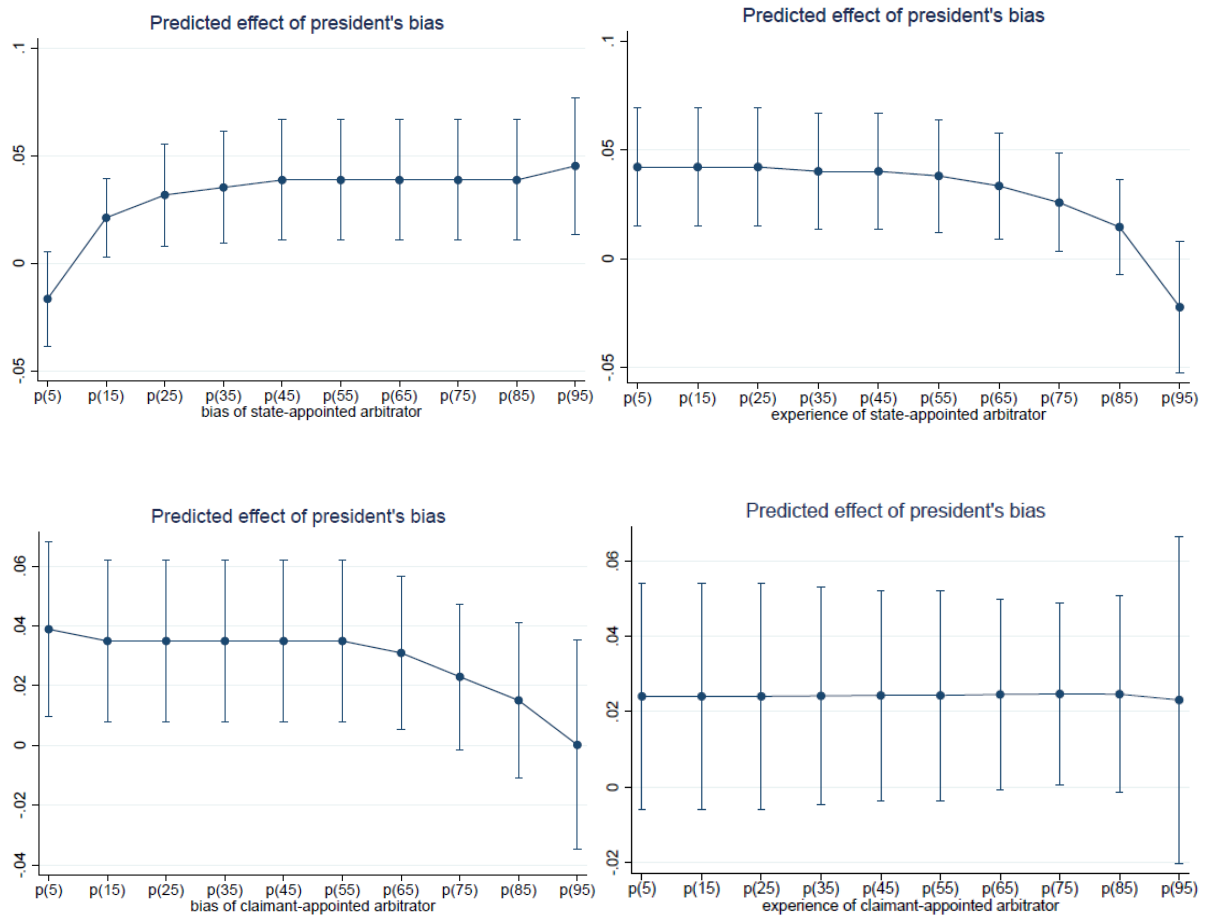 Predicted effect of president's bias
.1
.05
0
-.05
p(5) p(15) p(25) p(35) p(45) p(55) p(65) p(75) p(85) p(95)
bias of state-appointed arbitrator
Predicted effect of president's bias
.1
.05
0
-.05
p(5) p(15) p(25) p(35) p(45) p(55) p(65) p(75) p(85) p(95)
experience of state-appointed arbitrator
Predicted effect of president's bias
.06
.04
.02
0
-.02
-.04
p(5) p(15) p(25) p(35) p(45) p(55) p(65) p(75) p(85) p(95)
bias of claimant-appointed arbitrator
Predicted effect of president's bias
.06
.04
.02
0
-.02
p(5) p(15) p(25) p(35) p(45) p(55) p(65) p(75) p(85) p(95)
experience of claimant-appointed arbitrator